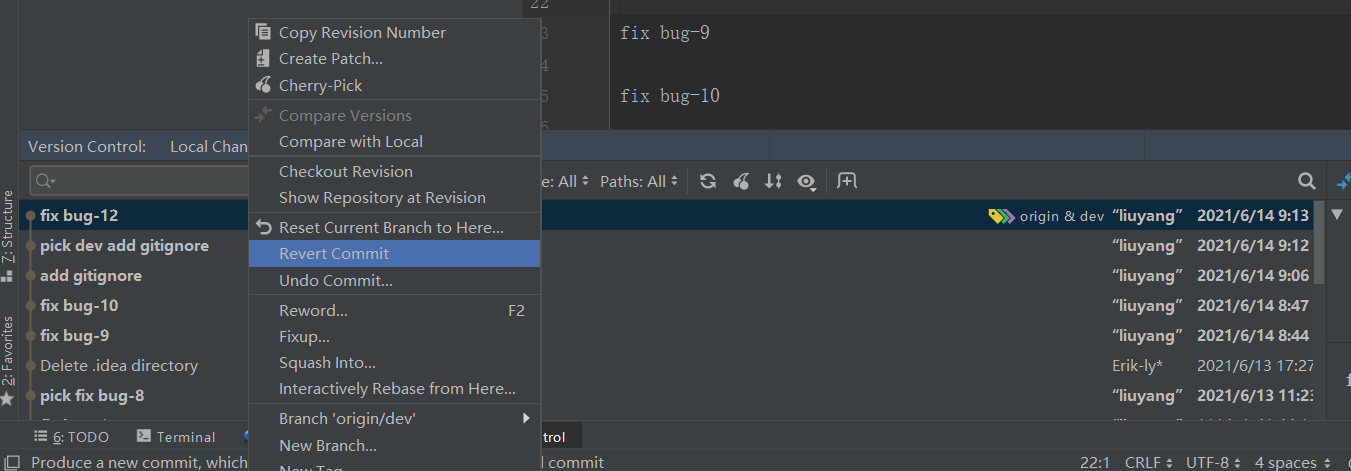 22
Copy Revision Number
3
fix bug-9
Create Patch...
4
Cherry-Pick
5
fix bug-10
Compare Versions
6
Compare with Local
Version Control:
Local Chan
Checkout Revision
e: All
Paths: All
Show Repository at Revision
fix bug-12
origin & dev
“liuyang”
2021/6/14 9:13
Reset Current Branch to Here...
pick dev add gitignore
“liuyang”
2021/6/14 9:12
Revert Commit
add gitignore
“liuyang”
2021/6/14 9:06
Undo Commit...
fix bug-10
“liuyang”
2021/6/14 8:47
Reword...
F2
fix bug-9
“liuyang”
2021/6/14 8:44
Fixup...
Delete .idea directory
Erik-ly*
2021/6/13 17:27
Squash Into...
pick fix bug-8
“liuyang”
2021/6/13 11:23
Interactively Rebase from Here...
Branch 'origin/dev'
New Branch...
New Tag
Z: Structure
2: Favorites
6: TODO
Terminal
trol
Produce a new commit, which
d commit
22:1
CRLF
UTF-8
4 spaces